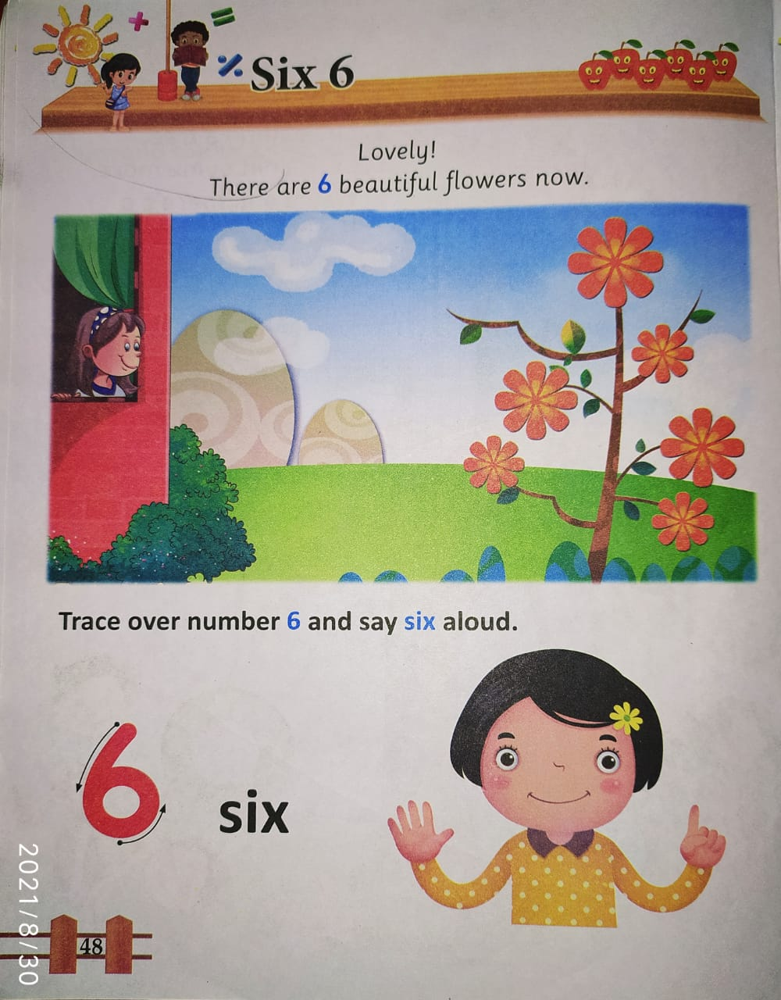 Six 6
Lovely!
There are 6 beautiful flowers now.
Trace over number 6 and say six aloud.
6 six
48
2021/8/30